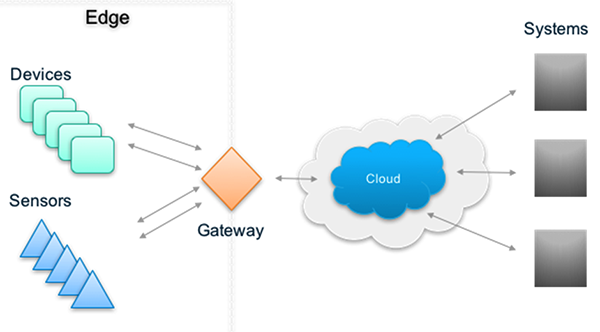 Edge
Systems
Devices
Cloud
Sensors
Gateway